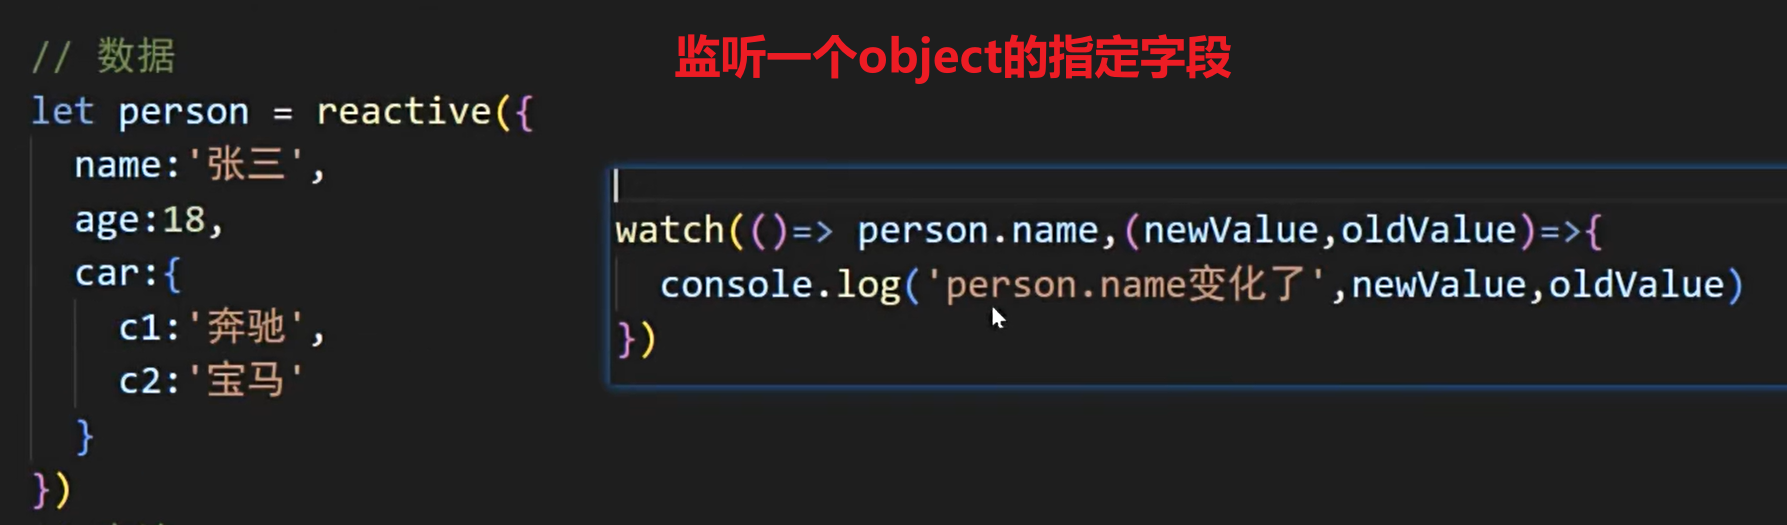 // 数据
监听一个object的指定字段
let person = reactive({
name:'张三',
age:18,
car:{
c1:'奔驰',
c2:'宝马'
}
})
watch(()=> person.name,(newValue,oldValue)=>{
console.log('person.name变化了',newValue,oldValue)
})